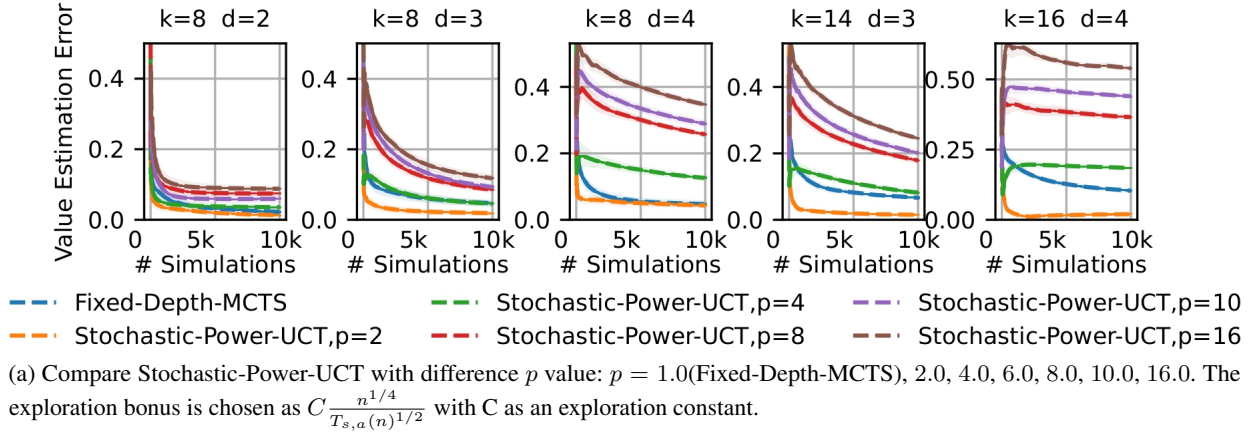 k=8 d=2
k=8 d=3
k=8 d=4
k=14 d=3
k=16 d=4
Value Estimation Error
0.4
0.2
0.0
0
5k
10k
# Simulations
0.4
0.2
0.0
0
5k
10k
# Simulations
0.4
0.2
0.0
0
5k
10k
# Simulations
0.4
0.2
0.0
0
5k
10k
# Simulations
0.50
0.25
0.00
0
5k
10k
# Simulations
Fixed-Depth-MCTS
Stochastic-Power-UCT,p=4
Stochastic-Power-UCT,p=10
Stochastic-Power-UCT,p=2
Stochastic-Power-UCT,p=8
Stochastic-Power-UCT,p=16
(a) Compare Stochastic-Power-UCT with difference p value: p = 1.0(Fixed-Depth-MCTS), 2.0, 4.0, 6.0, 8.0, 10.0, 16.0. The
exploration bonus is chosen as C n^{1/4} / T_{s,a}(n)^{1/2} with C as an exploration constant.